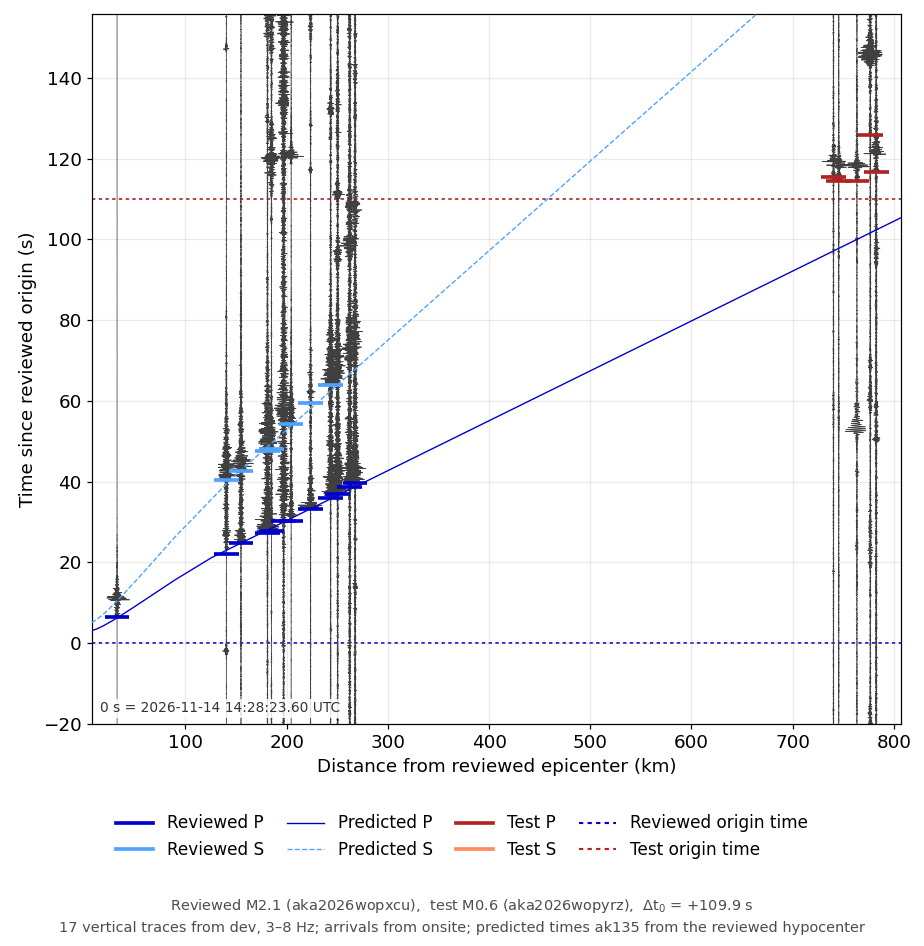 140
120
100
80
60
40
20
0
−20
Time since reviewed origin (s)
0 s = 2026-11-14 14:28:23.60 UTC
100 200 300 400 500 600 700 800
Distance from reviewed epicenter (km)
Reviewed P Predicted P Test P Reviewed origin time
Reviewed S Predicted S Test S Test origin time
Reviewed M2.1 (aka2026wopxcu), test M0.6 (aka2026wopyrz), Δt₀ = +109.9 s
17 vertical traces from dev, 3–8 Hz; arrivals from onsite; predicted times ak135 from the reviewed hypocenter